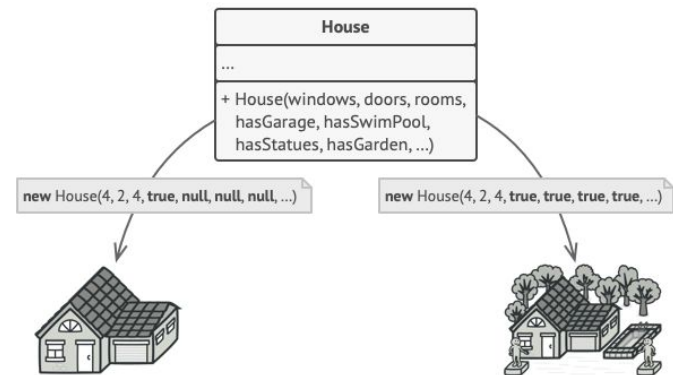 House
...
+ House(windows, doors, rooms,
hasGarage, hasSwimPool,
hasStatues, hasGarden, ...)
new House(4, 2, 4, true, null, null, null, ...)
new House(4, 2, 4, true, true, true, true, ...)